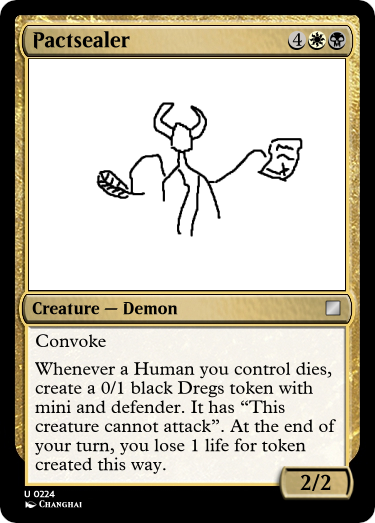 Pactsealer 4
Creature — Demon
Convoke
Whenever a Human you control dies,
create a 0/1 black Dregs token with
mini and defender. It has “This
creature cannot attack”. At the end of
your turn, you lose 1 life for token
created this way.
2/2
U 0224
CHANGHAI